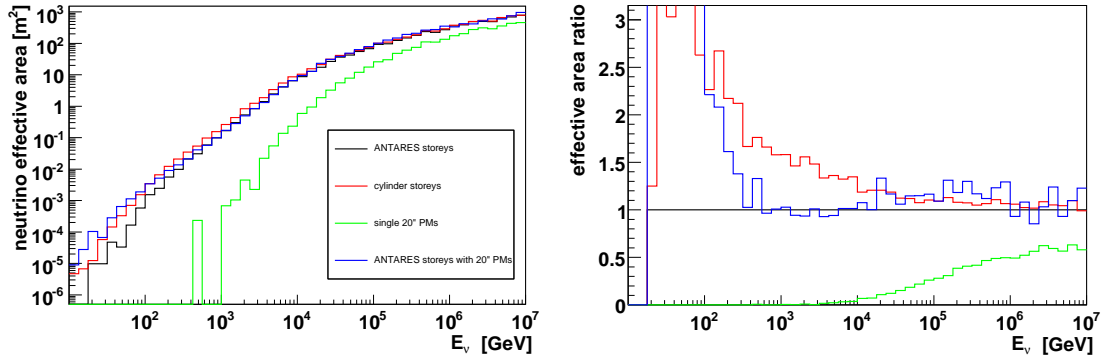 neutrino effective area [m²]
10³
10²
10
1
10⁻¹
10⁻²
10⁻³
10⁻⁴
10⁻⁵
10⁻⁶
ANTARES storeys
cylinder storeys
single 20" PMs
ANTARES storeys with 20" PMs
10² 10³ 10⁴ 10⁵ 10⁶ 10⁷
Eᵥ [GeV]
effective area ratio
3
2.5
2
1.5
1
0.5
0
10² 10³ 10⁴ 10⁵ 10⁶ 10⁷
Eᵥ [GeV]